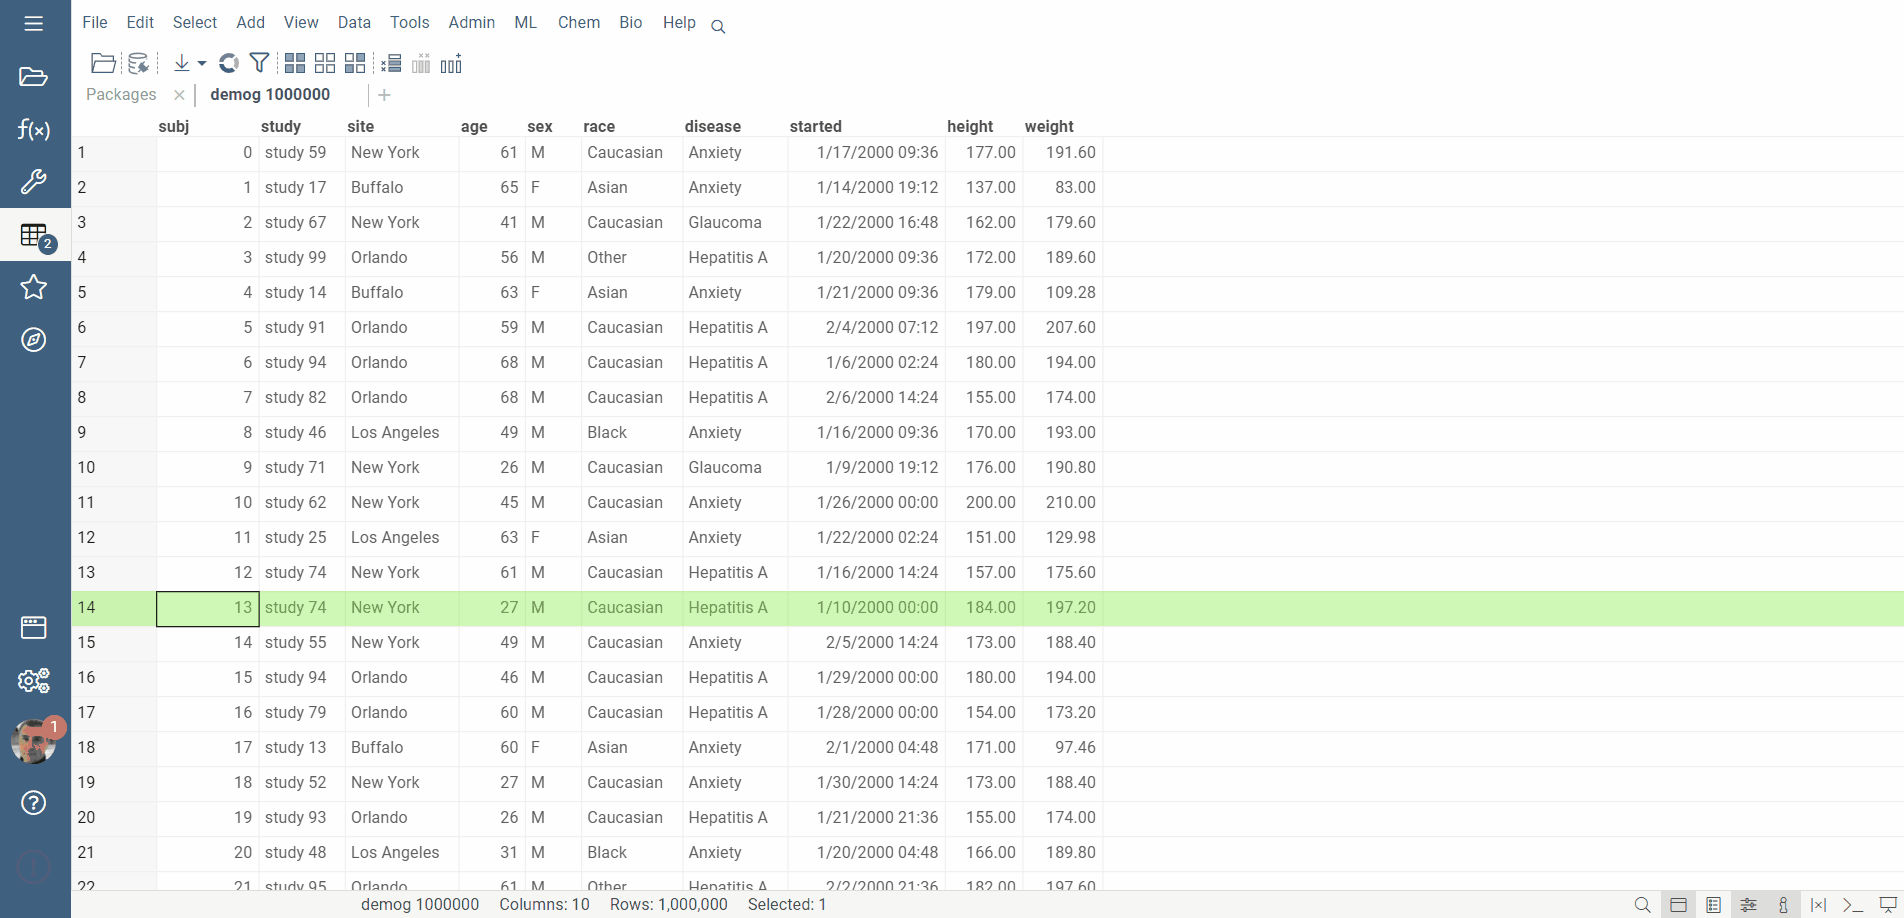 File Edit Select Add View Data Tools Admin ML Chem Bio Help
Packages × demog 1000000 +
subj study site age sex race disease started height weight
1 0 study 59 New York 61 M Caucasian Anxiety 1/17/2000 09:36 177.00 191.60
2 1 study 17 Buffalo 65 F Asian Anxiety 1/14/2000 19:12 137.00 83.00
3 2 study 67 New York 41 M Caucasian Glaucoma 1/22/2000 16:48 162.00 179.60
4 3 study 99 Orlando 56 M Other Hepatitis A 1/20/2000 09:36 172.00 189.60
5 4 study 14 Buffalo 63 F Asian Anxiety 1/21/2000 09:36 179.00 109.28
6 5 study 91 Orlando 59 M Caucasian Hepatitis A 2/4/2000 07:12 197.00 207.60
7 6 study 94 Orlando 68 M Caucasian Hepatitis A 1/6/2000 02:24 180.00 194.00
8 7 study 82 Orlando 68 M Caucasian Hepatitis A 2/6/2000 14:24 155.00 174.00
9 8 study 46 Los Angeles 49 M Black Anxiety 1/16/2000 09:36 170.00 193.00
10 9 study 71 New York 26 M Caucasian Glaucoma 1/9/2000 19:12 176.00 190.80
11 10 study 62 New York 45 M Caucasian Anxiety 1/26/2000 00:00 200.00 210.00
12 11 study 25 Los Angeles 63 F Asian Anxiety 1/22/2000 02:24 151.00 129.98
13 12 study 74 New York 61 M Caucasian Hepatitis A 1/16/2000 14:24 157.00 175.60
14 13 study 74 New York 27 M Caucasian Hepatitis A 1/10/2000 00:00 184.00 197.20
15 14 study 55 New York 49 M Caucasian Anxiety 2/5/2000 14:24 173.00 188.40
16 15 study 94 Orlando 46 M Caucasian Hepatitis A 1/29/2000 00:00 180.00 194.00
17 16 study 79 Orlando 60 M Caucasian Hepatitis A 1/28/2000 00:00 154.00 173.20
18 17 study 13 Buffalo 60 F Asian Anxiety 2/1/2000 04:48 171.00 97.46
19 18 study 52 New York 27 M Caucasian Anxiety 1/30/2000 14:24 173.00 188.40
20 19 study 93 Orlando 26 M Caucasian Hepatitis A 1/21/2000 21:36 155.00 174.00
21 20 study 48 Los Angeles 31 M Black Anxiety 1/20/2000 04:48 166.00 189.80
22 21 study 95 Orlando 61 M Other Hepatitis A 2/2/2000 21:36 182.00 197.60
demog 1000000 Columns: 10 Rows: 1,000,000 Selected: 1
f(x)
2
1